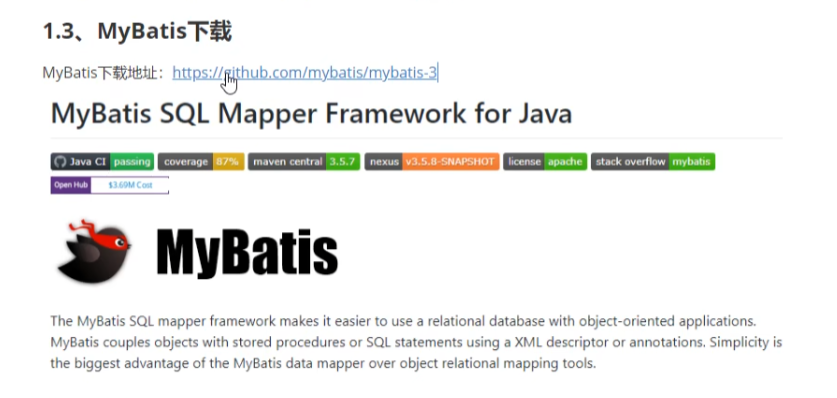 1.3、MyBatis下载
MyBatis下载地址：https://github.com/mybatis/mybatis-3
MyBatis SQL Mapper Framework for Java
Java CI passing coverage 87% maven central 3.5.7 nexus v3.5.8-SNAPSHOT license apache stack overflow mybatis
Open Hub $3.69M Cost
MyBatis
The MyBatis SQL mapper framework makes it easier to use a relational database with object-oriented applications.
MyBatis couples objects with stored procedures or SQL statements using a XML descriptor or annotations. Simplicity is
the biggest advantage of the MyBatis data mapper over object relational mapping tools.